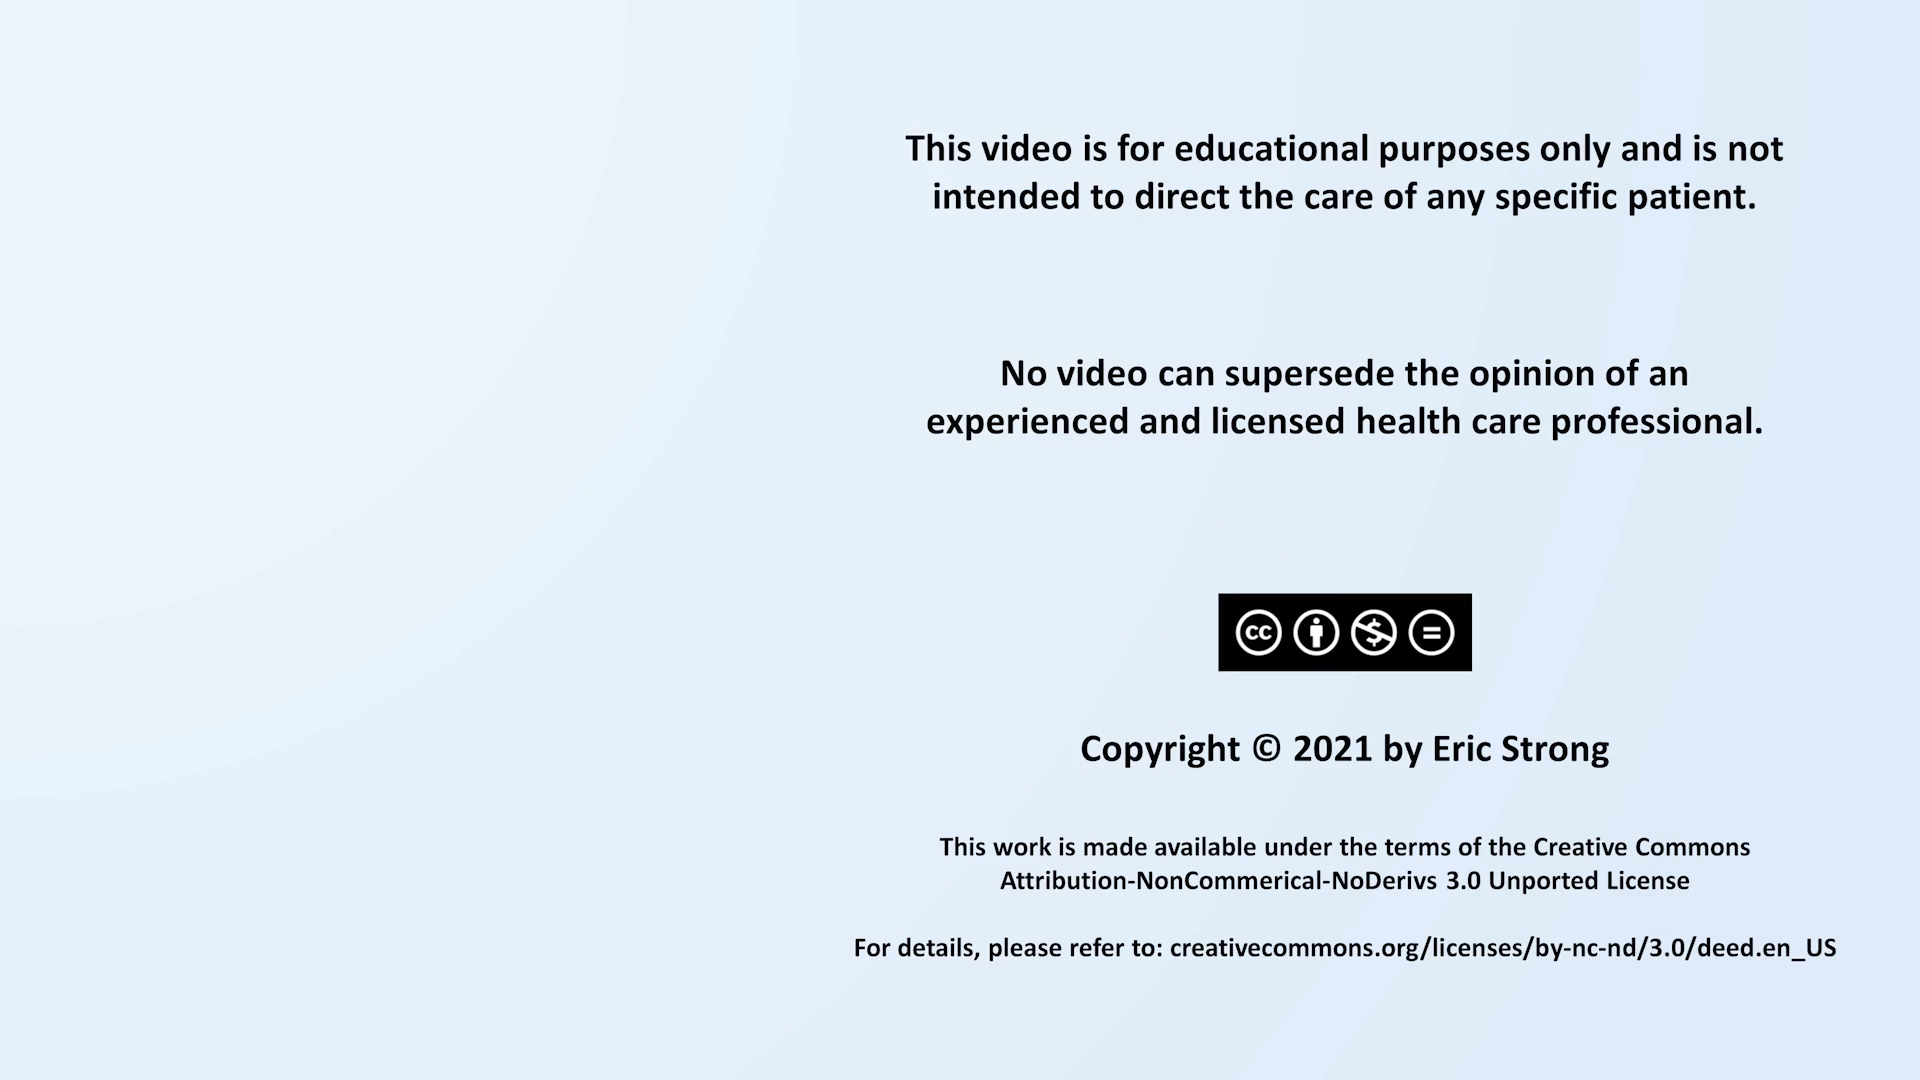 This video is for educational purposes only and is not
intended to direct the care of any specific patient.
No video can supersede the opinion of an
experienced and licensed health care professional.
cc $ =
Copyright © 2021 by Eric Strong
This work is made available under the terms of the Creative Commons
Attribution-NonCommerical-NoDerivs 3.0 Unported License
For details, please refer to: creativecommons.org/licenses/by-nc-nd/3.0/deed.en_US